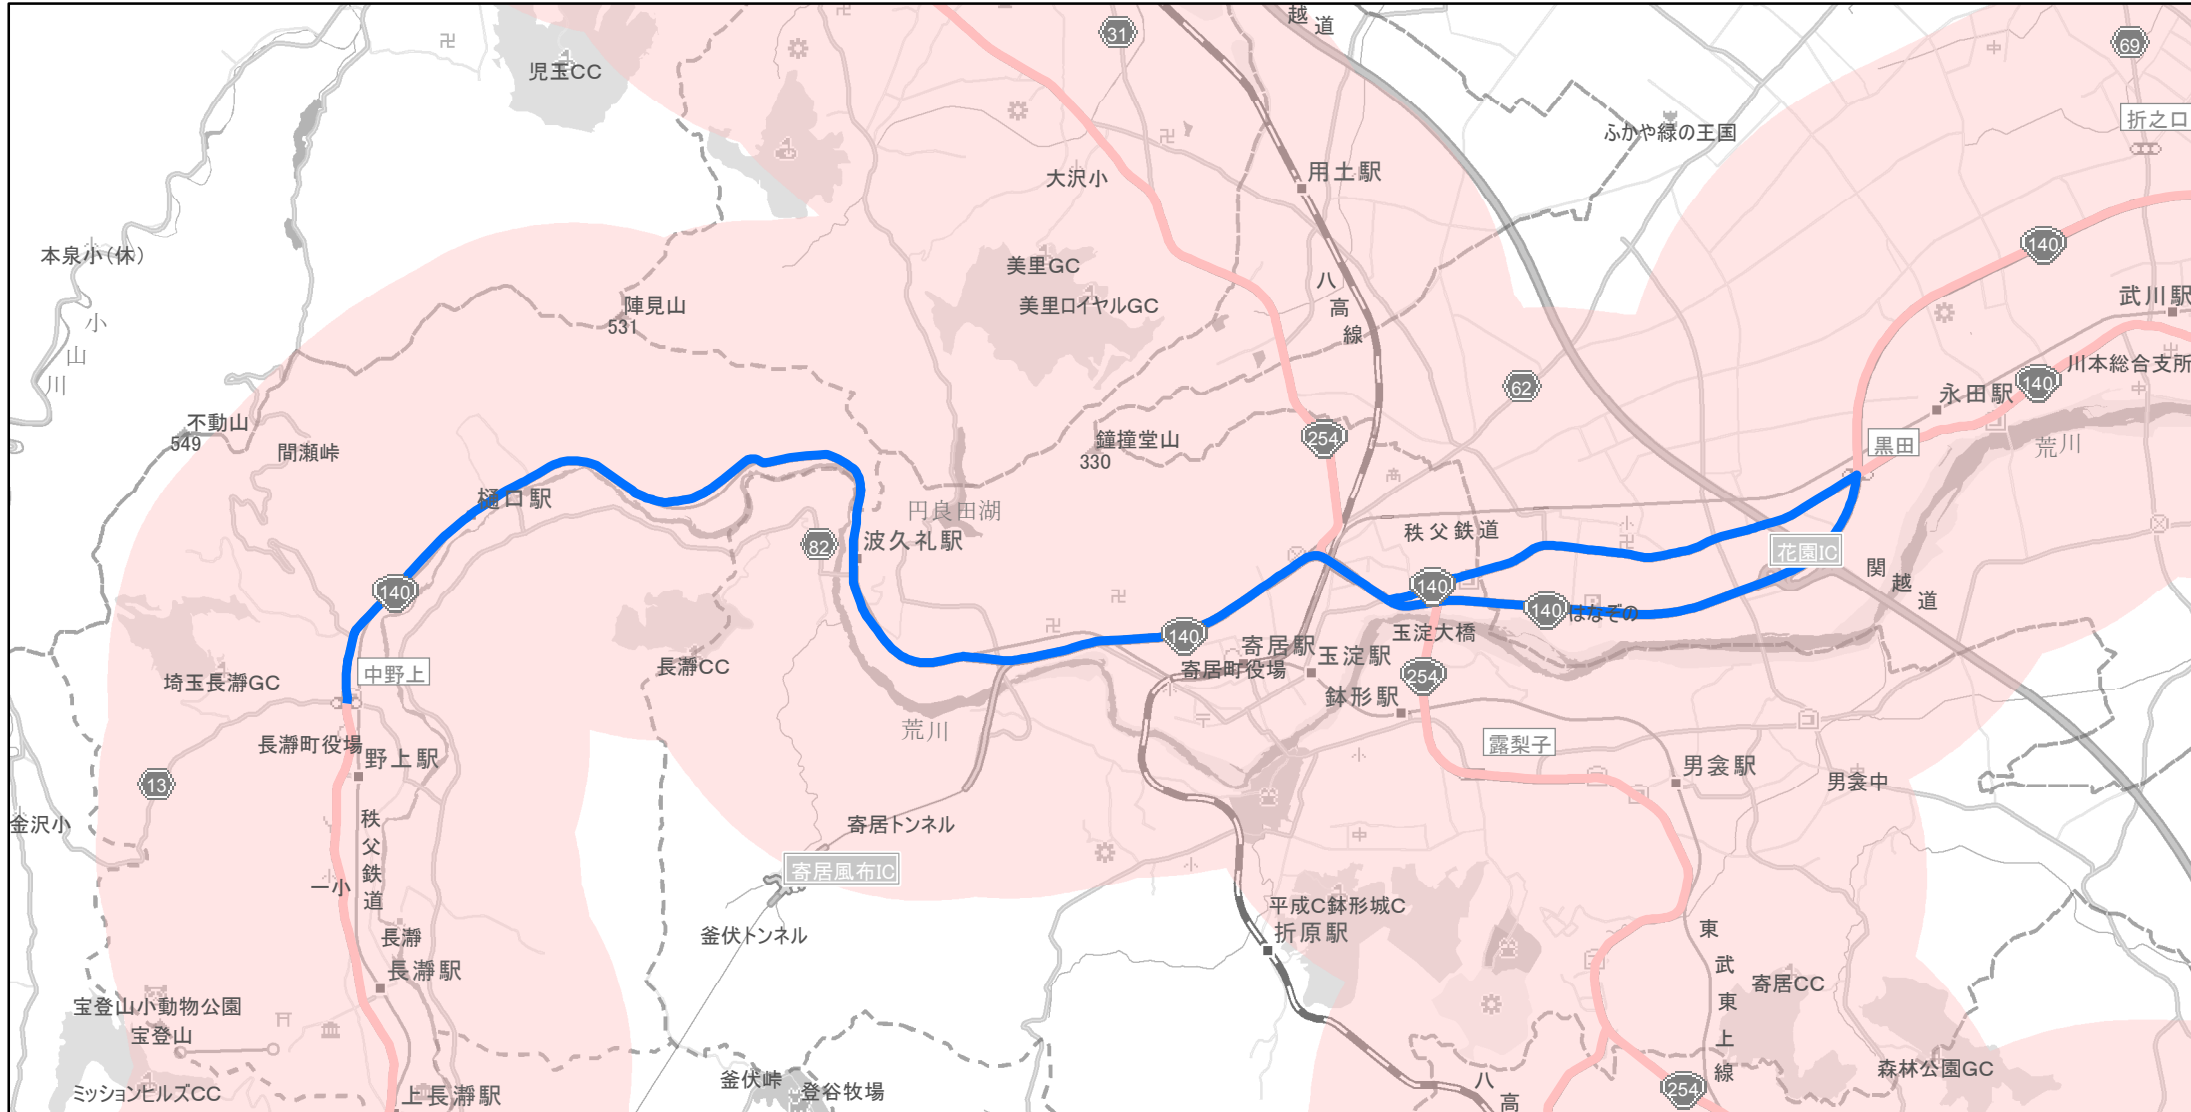 越道
31
69
児玉CC
折之口
ふかや緑の王国
用土駅
大沢小
140
本泉小(休)
美里GC
八高線
武川駅
陣見山
531
美里ロイヤルGC
小山川
川本総合支所
62
140
永田駅
不動山
549
間瀬峠
鐘撞堂山
330
254
黒田
荒川
樋口駅
円良田湖
秩父鉄道
82
波久礼駅
花園IC
関越道
140
140
140
はなぞの
140
玉淀大橋
寄居駅
玉淀駅
寄居町役場
長瀞CC
中野上
埼玉長瀞GC
254
鉢形駅
荒川
長瀞町役場
野上駅
露梨子
男衾駅
男衾中
13
金沢小
秩父鉄道
寄居トンネル
寄居風布IC
一小
平成C鉢形城C
折原駅
釜伏トンネル
長瀞
長瀞駅
東武東上線
寄居CC
宝登山小動物公園
宝登山
森林公園GC
釜伏峠
登谷牧場
八高
254
ミッションヒルズCC
上長瀞駅